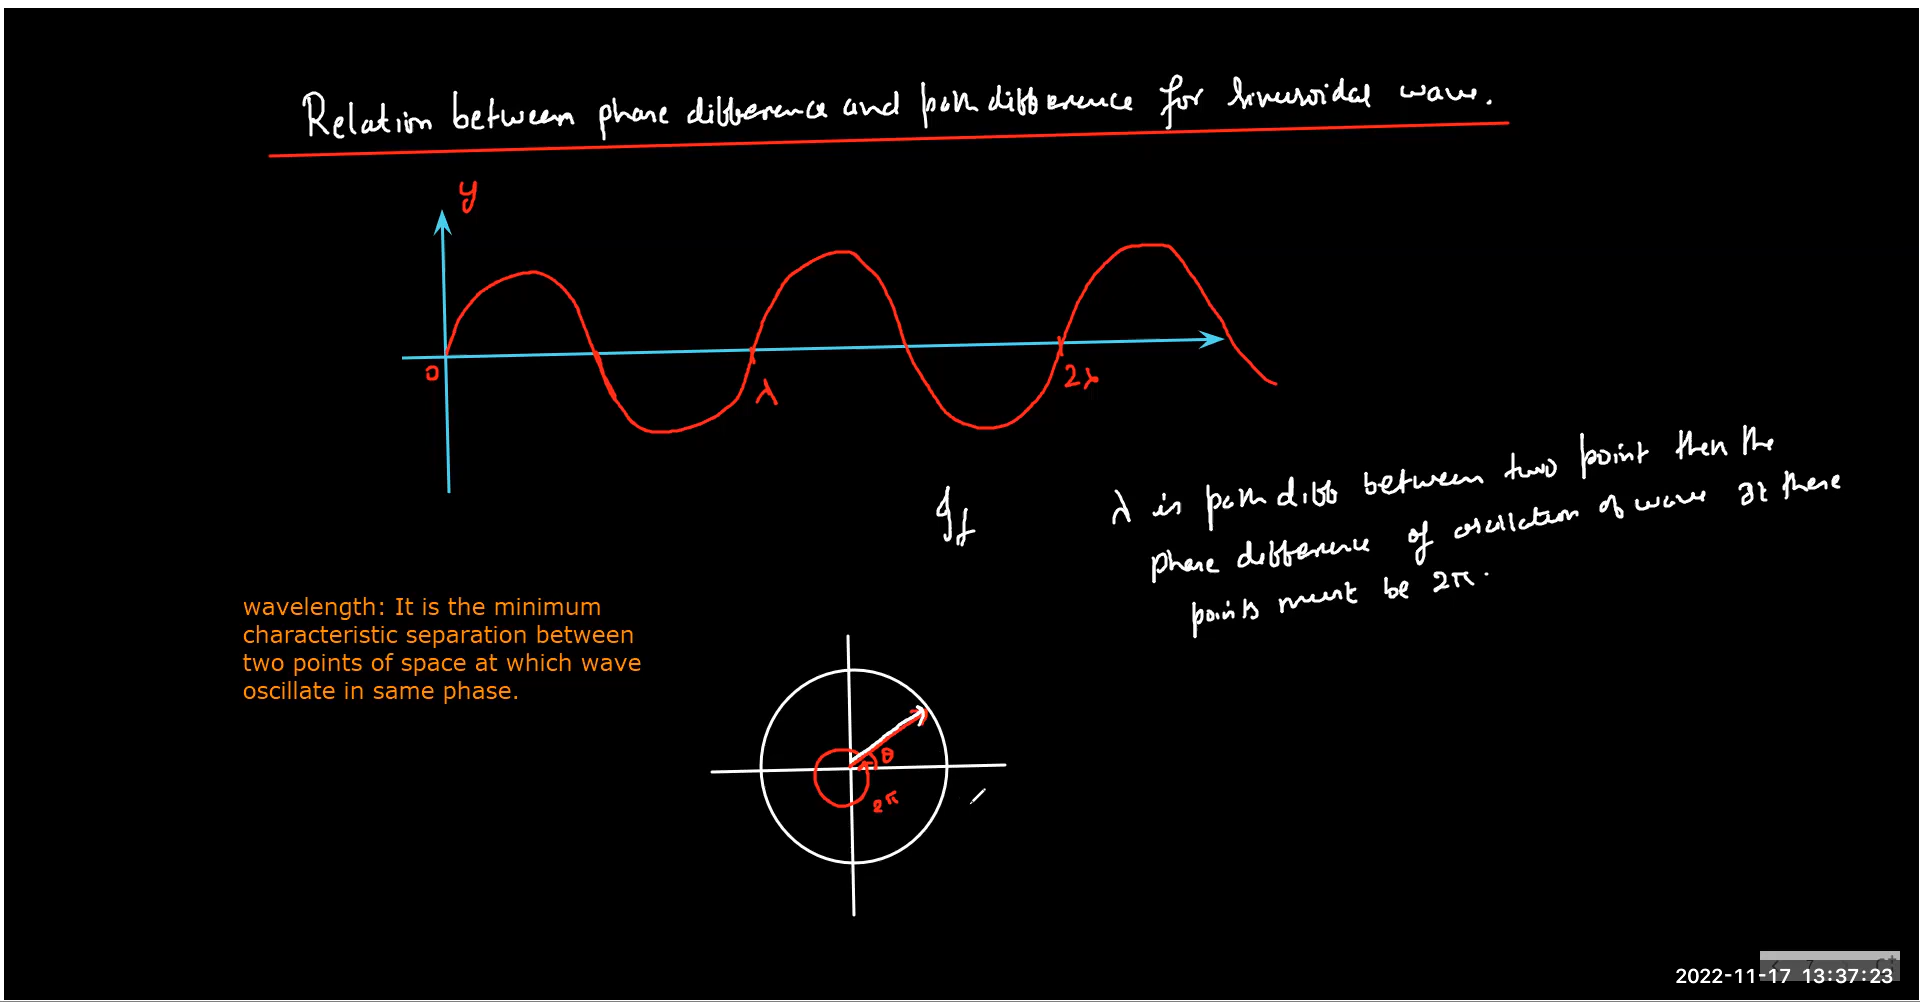 Relation between phase difference and path difference for sinusoidal wave.
y
0
λ
2λ
If λ is path diff between two point then the
phase difference of oscillation of wave at these
points must be 2π.
wavelength: It is the minimum
characteristic separation between
two points of space at which wave
oscillate in same phase.
θ
2π
2022-11-17 13:37:23